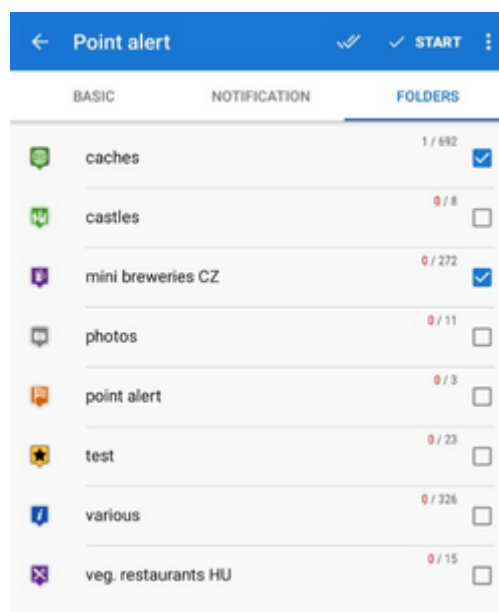 Point alert START
BASIC NOTIFICATION FOLDERS
caches 1 / 692
castles 0 / 8
mini breweries CZ 0 / 272
photos 0 / 11
point alert 0 / 3
test 0 / 23
various 0 / 326
veg. restaurants HU 0 / 15